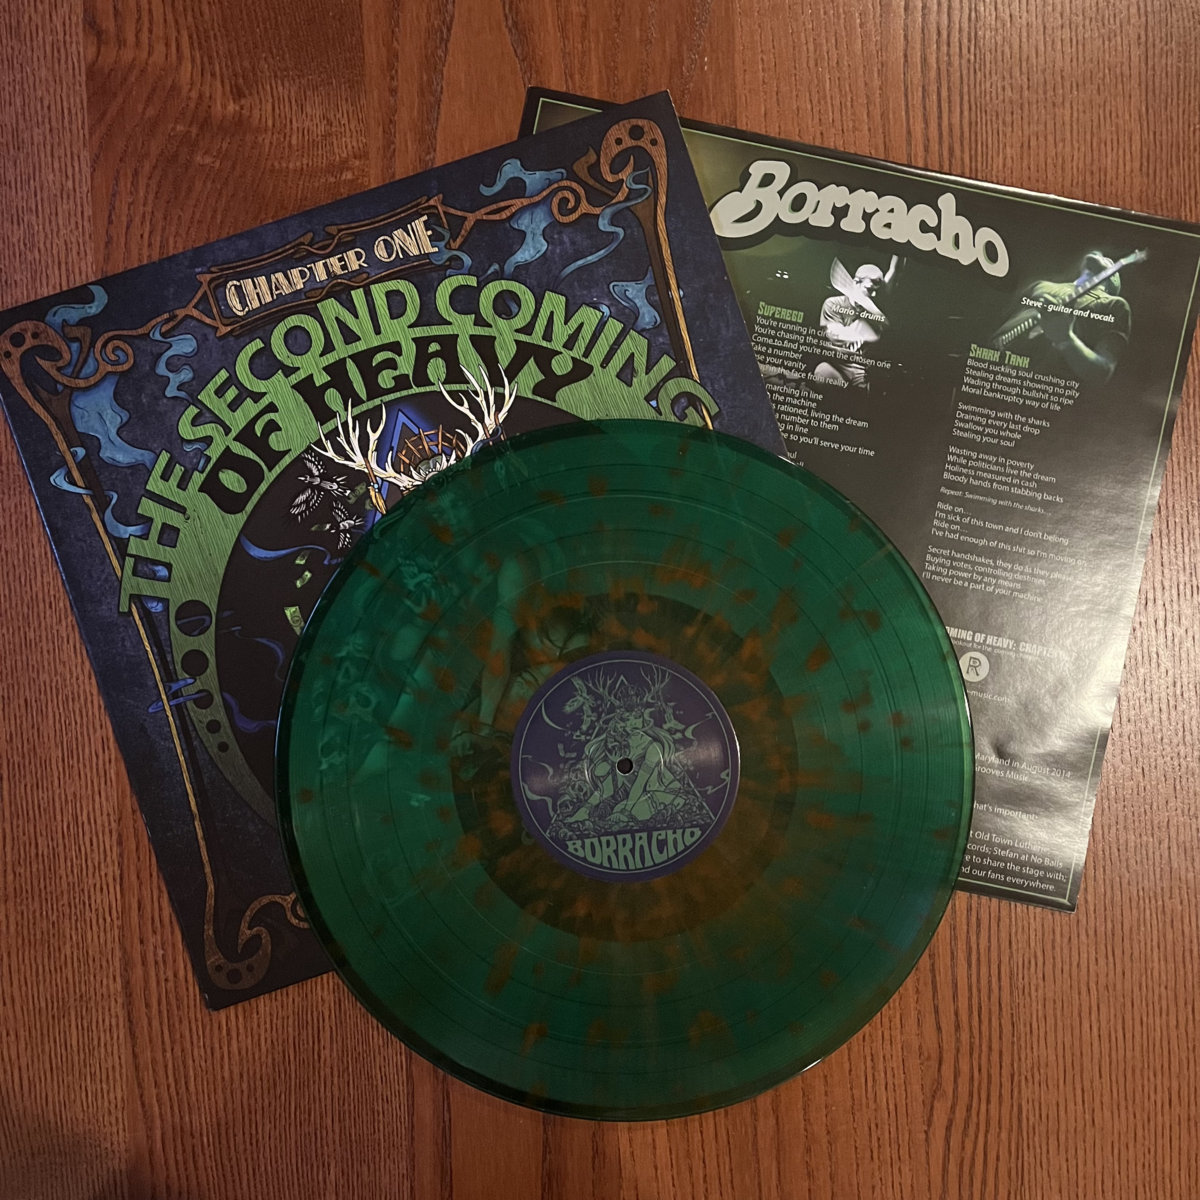 CHAPTER ONE
THE SECOND COMING
OF HEAVY
Borracho
Mario - drums
Steve - guitar and vocals
SUPEREGO
You're running in
You're chasing the
Come to find you're not the chosen one
Take a number
your vanity
in the face from reality
marching in line
the machine
rationed, living the dream
a number to them
in line
so you'll serve your time
SHARK TANK
Blood sucking soul crushing city
Stealing dreams showing no pity
Wading through bullshit so ripe
Moral bankruptcy way of life
Swimming with the sharks
Draining every last drop
Swallow you whole
Stealing your soul
Wasting away in poverty
While politicians live the dream
Holiness measured in cash
Bloody hands from stabbing backs
Repeat: Swimming with the sharks...
Ride on...
I'm sick of this town and I don't belong
Ride on...
I've had enough of this shit so I'm moving on
Secret handshakes, they do as they please
Buying votes, controlling destinies
Taking power by any means
I'll never be a part of your machine
OF HEAVY: CHAPTER
R
-music.com
Maryland in August 2014
Grooves Music.
that's important.
Old Town
Stefan at No Balls
to share the stage with;
our fans everywhere.
BORRACHO